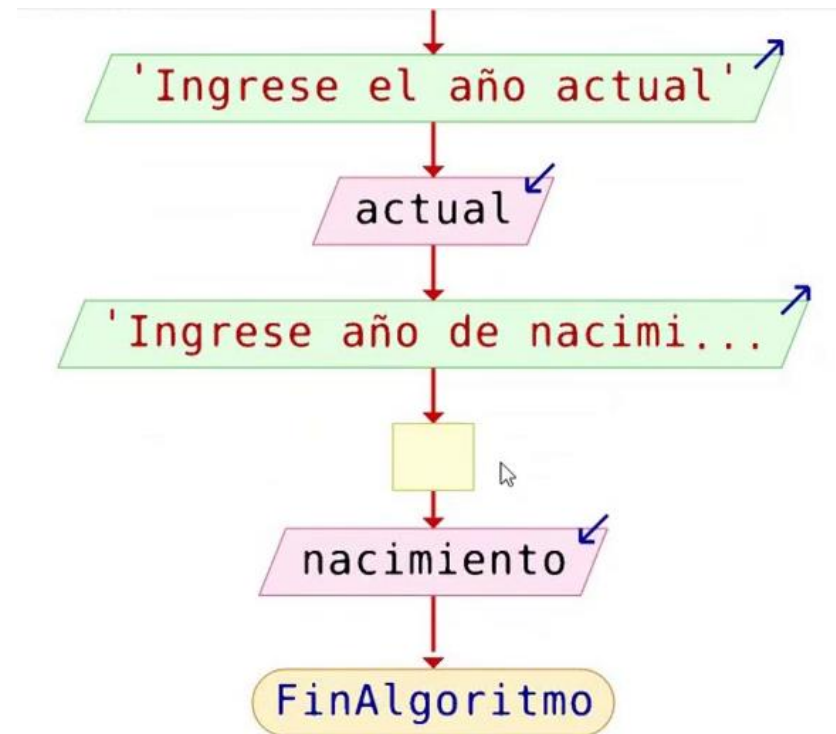 'Ingrese el año actual'
actual
'Ingrese año de nacimi...
nacimiento
FinAlgoritmo